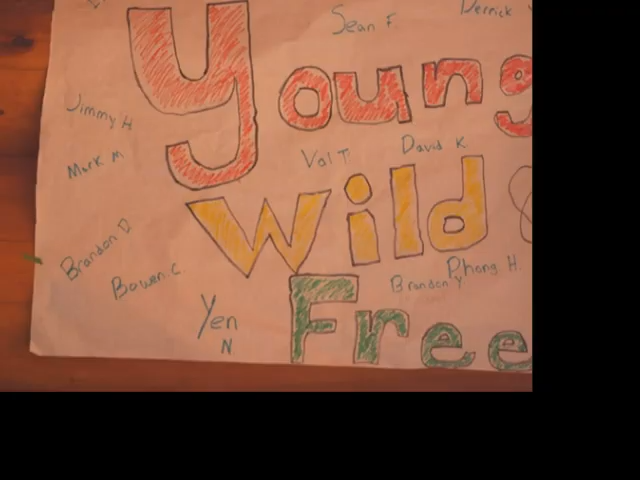 Sean F.
Derrick
Young
Jimmy H
Mark M
Val T
David K
Wild &
Brandon D
Bowen.C.
Phong H.
Brandon Y.
Yen
N
Free